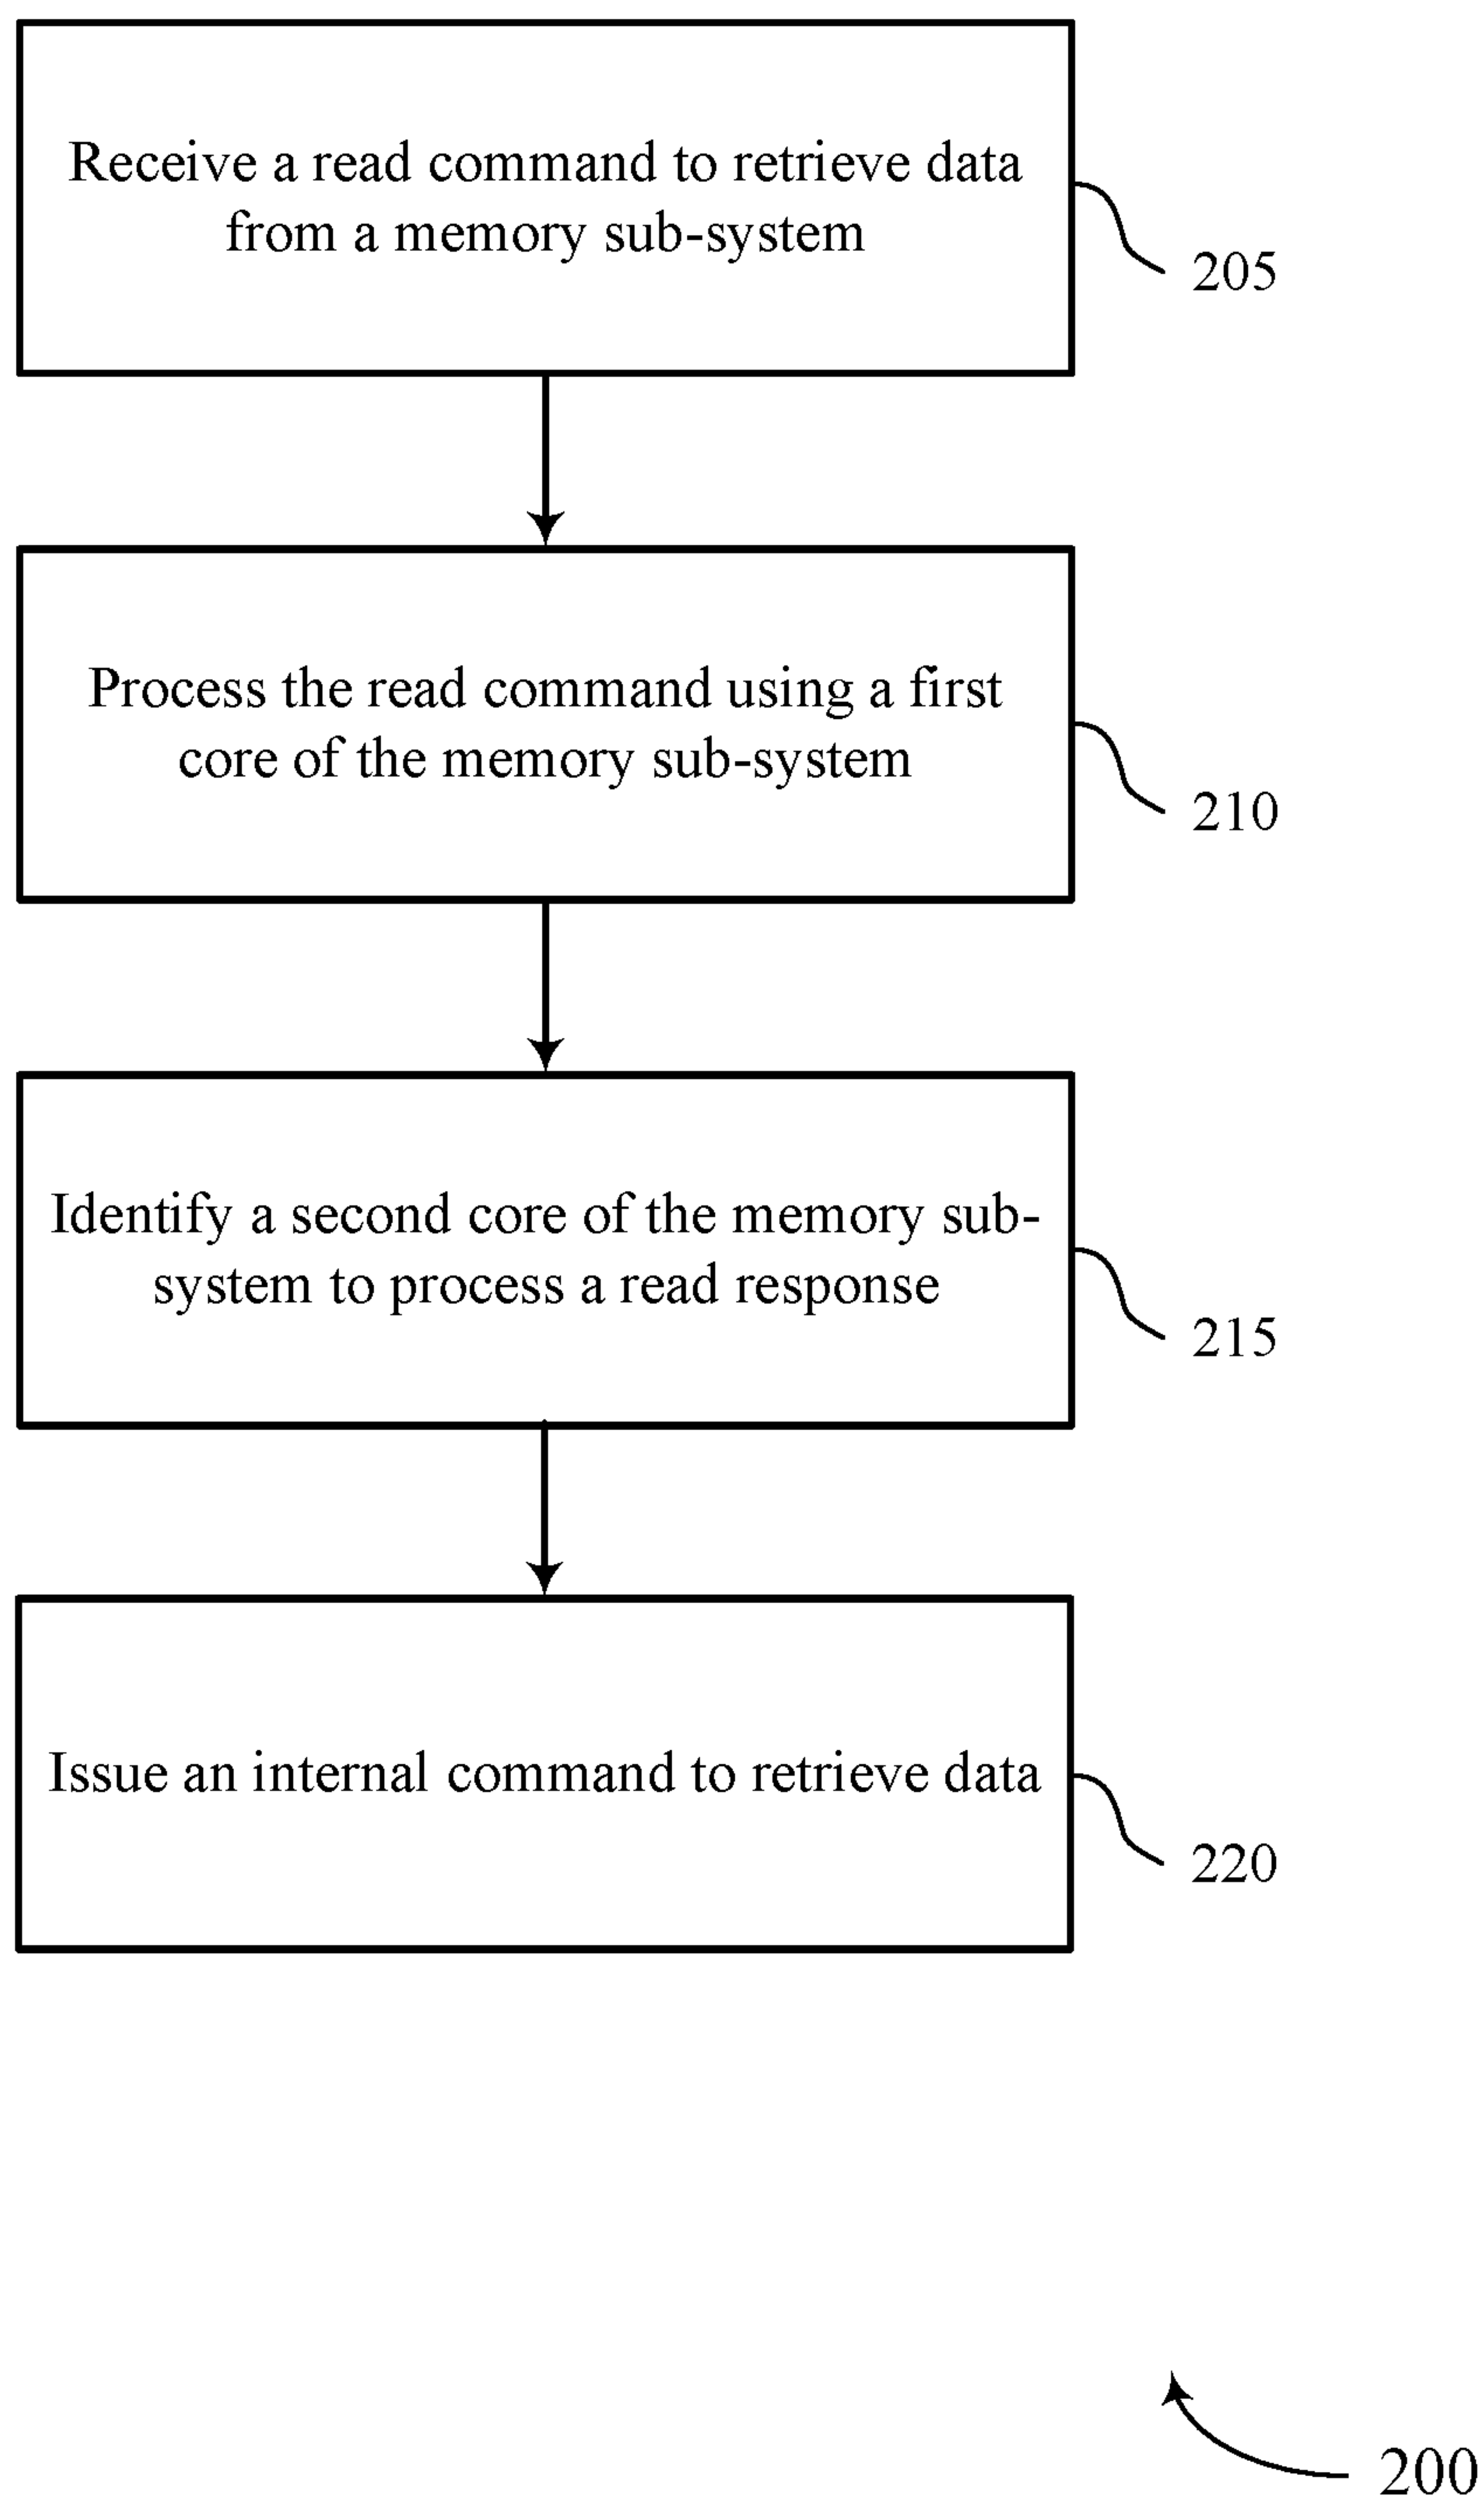 Receive a read command to retrieve data
from a memory sub-system
205
Process the read command using a first
core of the memory sub-system
210
Identify a second core of the memory sub-
system to process a read response
215
Issue an internal command to retrieve data
220
200